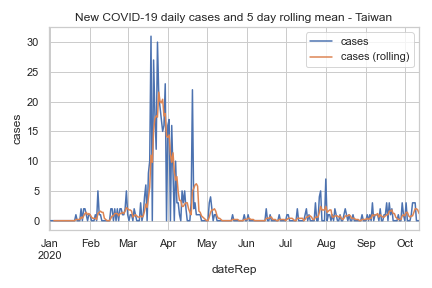 New COVID-19 daily cases and 5 day rolling mean - Taiwan
cases
cases (rolling)
30
25
20
15
10
5
0
cases
Jan Feb Mar Apr May Jun Jul Aug Sep Oct
2020
dateRep